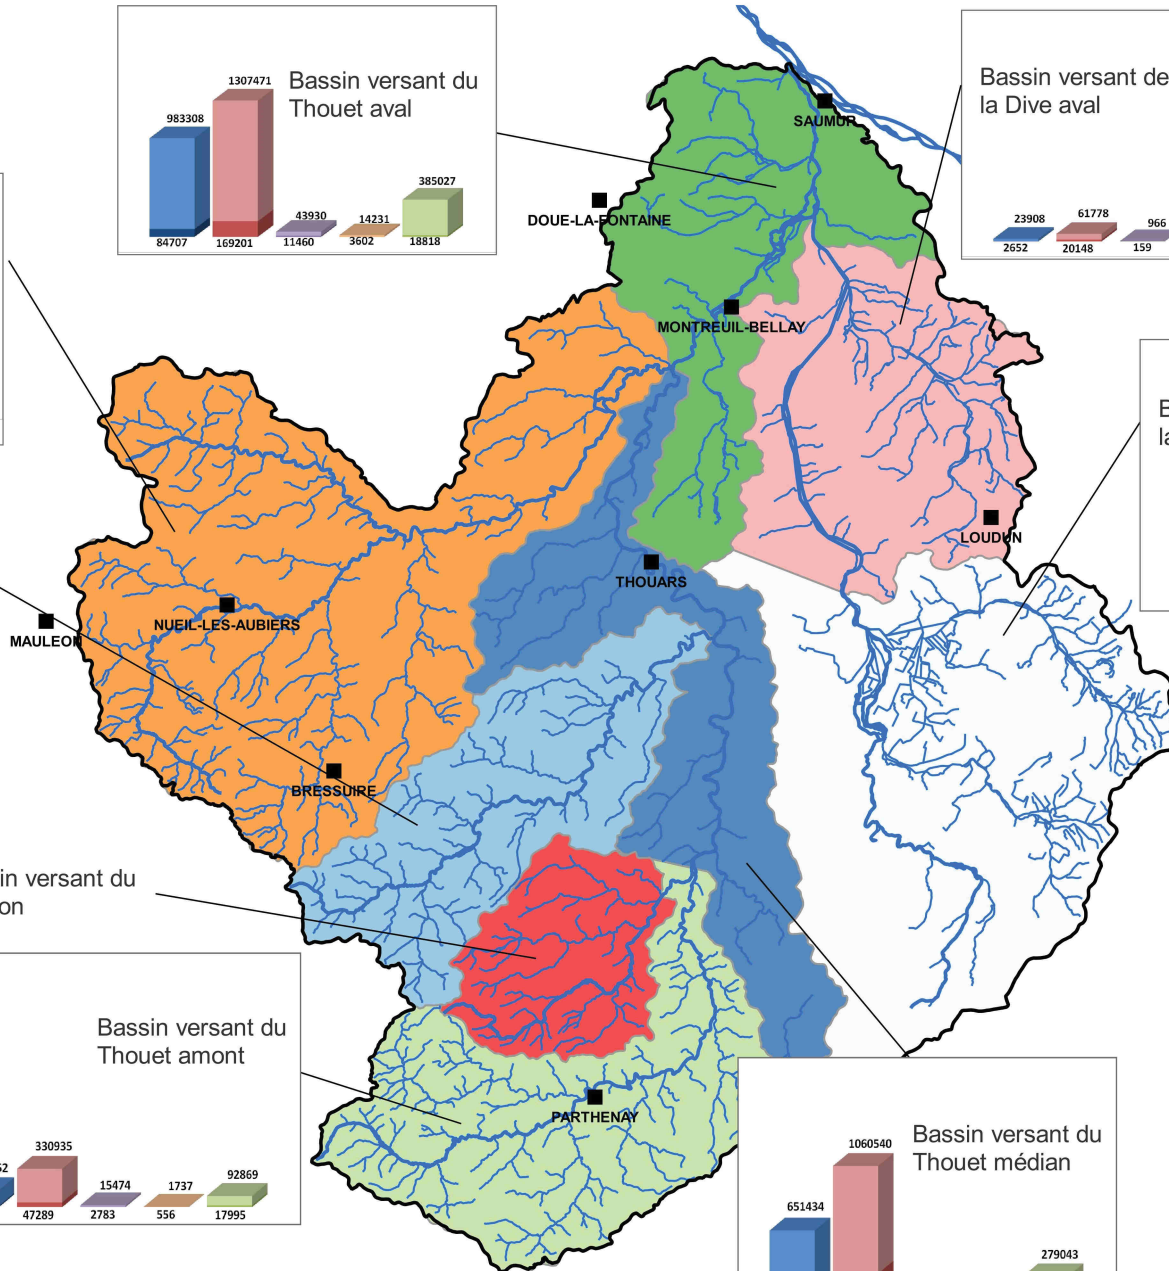 Bassin versant du
Thouet aval
983308
1307471
43930
14231
385027
84707
169201
11460
3602
18818
Bassin versant de
la Dive aval
23908
61778
966
2652
20148
159
SAUMUR
DOUE-LA-FONTAINE
MONTREUIL-BELLAY
LOUDUN
THOUARS
NUEIL-LES-AUBIERS
MAULEON
BRESSUIRE
PARTHENAY
in versant du
on
Bassin versant du
Thouet amont
52
330935
15474
1737
92869
47289
2783
556
17995
Bassin versant du
Thouet médian
651434
1060540
279043
B
la